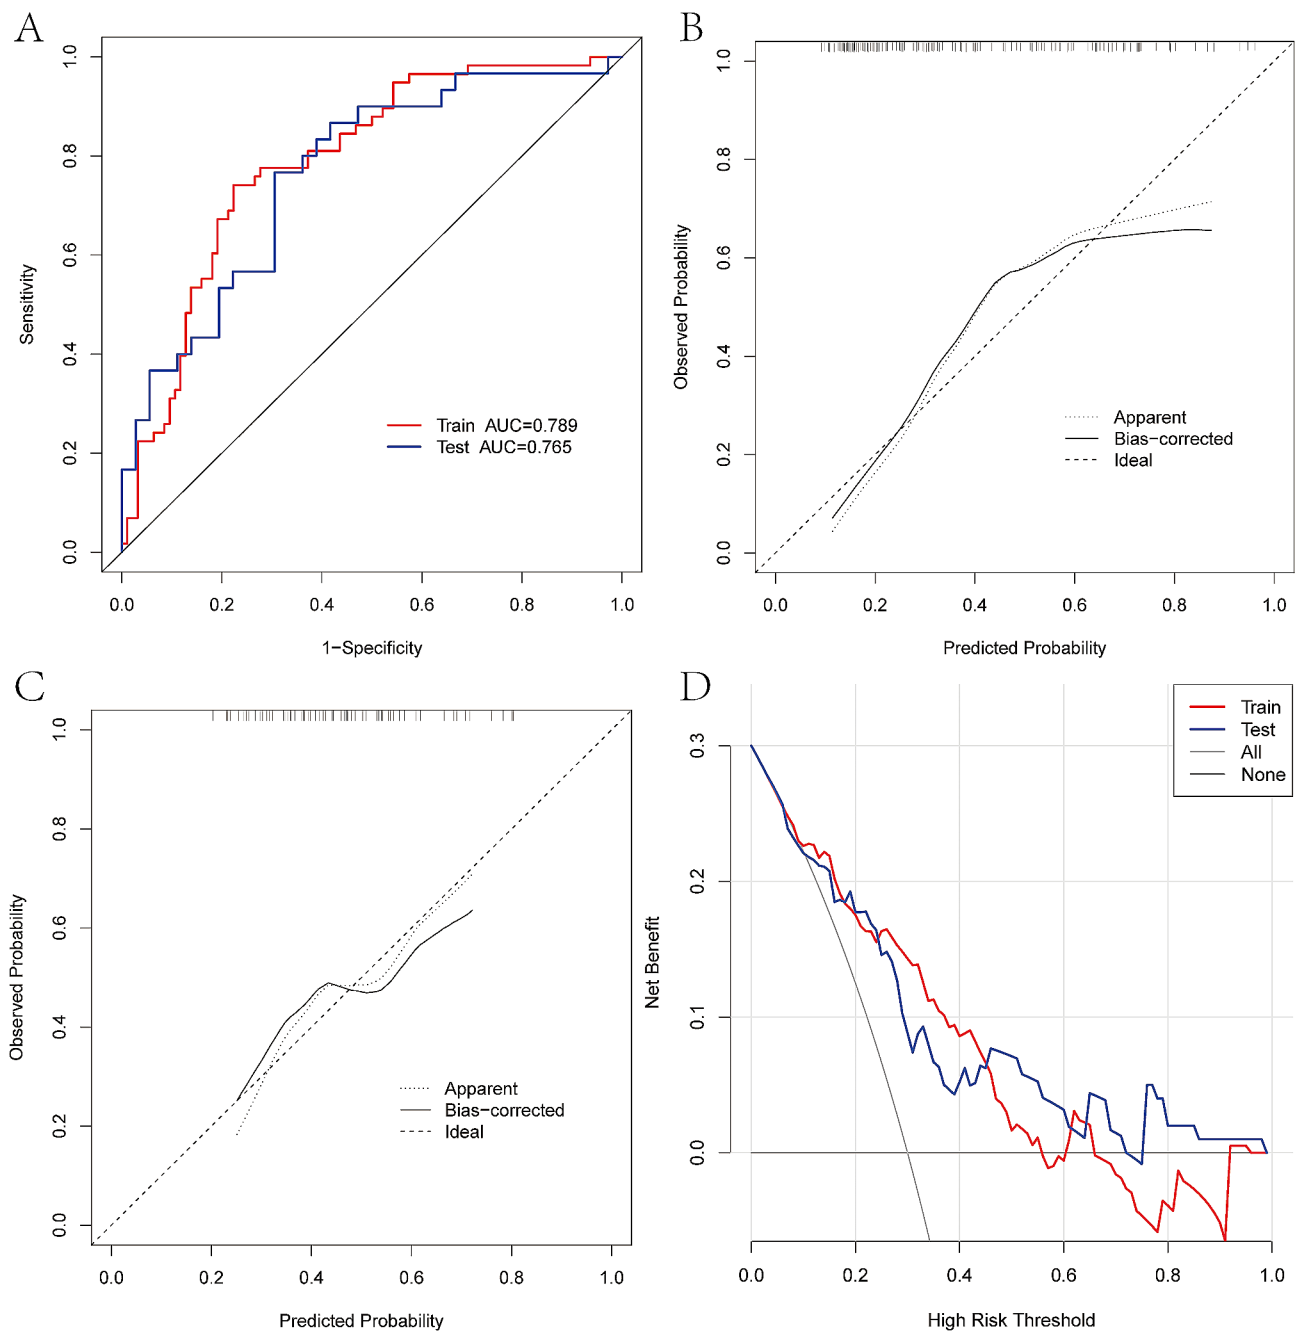 A
Sensitivity
1.0
0.8
0.6
0.4
0.2
0.0
Train AUC=0.789
Test AUC=0.765
0.0 0.2 0.4 0.6 0.8 1.0
1−Specificity
B
Observed Probability
1.0
0.8
0.6
0.4
0.2
0.0
Apparent
Bias−corrected
Ideal
0.0 0.2 0.4 0.6 0.8 1.0
Predicted Probability
C
Observed Probability
1.0
0.8
0.6
0.4
0.2
0.0
Apparent
Bias−corrected
Ideal
0.0 0.2 0.4 0.6 0.8 1.0
Predicted Probability
D
Net Benefit
0.3
0.2
0.1
0.0
Train
Test
All
None
0.0 0.2 0.4 0.6 0.8 1.0
High Risk Threshold